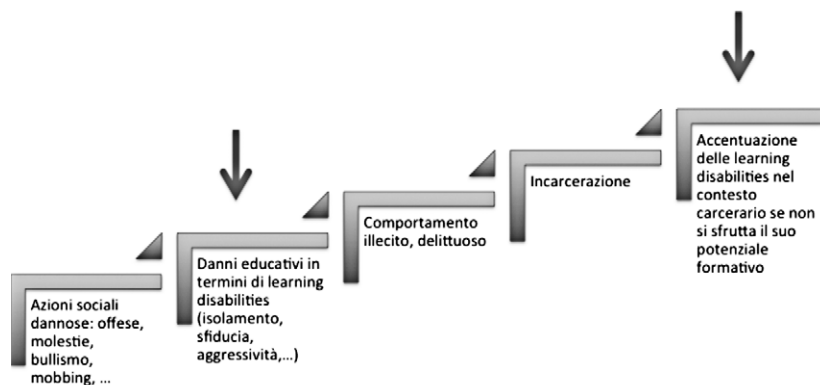 Azioni sociali
dannose: offese,
molestie,
bullismo,
mobbing, ...
Danni educativi in
termini di learning
disabilities
(isolamento,
sfiducia,
aggressività,...)
Comportamento
illecito, delittuoso
Incarcerazione
Accentuazione
delle learning
disabilities nel
contesto
carcerario se non
si sfrutta il suo
potenziale
formativo